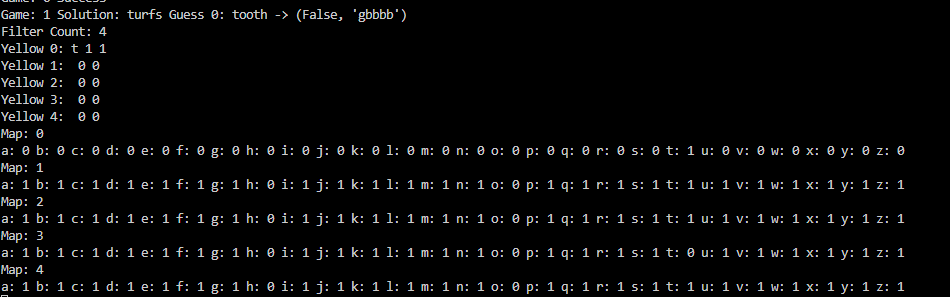 Game: 1 Solution: turfs Guess 0: tooth -> (False, 'gbbbb')
Filter Count: 4
Yellow 0: t 1 1
Yellow 1:  0 0
Yellow 2:  0 0
Yellow 3:  0 0
Yellow 4:  0 0
Map: 0
a: 0 b: 0 c: 0 d: 0 e: 0 f: 0 g: 0 h: 0 i: 0 j: 0 k: 0 l: 0 m: 0 n: 0 o: 0 p: 0 q: 0 r: 0 s: 0 t: 1 u: 0 v: 0 w: 0 x: 0 y: 0 z: 0
Map: 1
a: 1 b: 1 c: 1 d: 1 e: 1 f: 1 g: 1 h: 0 i: 1 j: 1 k: 1 l: 1 m: 1 n: 1 o: 0 p: 1 q: 1 r: 1 s: 1 t: 1 u: 1 v: 1 w: 1 x: 1 y: 1 z: 1
Map: 2
a: 1 b: 1 c: 1 d: 1 e: 1 f: 1 g: 1 h: 0 i: 1 j: 1 k: 1 l: 1 m: 1 n: 1 o: 0 p: 1 q: 1 r: 1 s: 1 t: 1 u: 1 v: 1 w: 1 x: 1 y: 1 z: 1
Map: 3
a: 1 b: 1 c: 1 d: 1 e: 1 f: 1 g: 1 h: 0 i: 1 j: 1 k: 1 l: 1 m: 1 n: 1 o: 0 p: 1 q: 1 r: 1 s: 1 t: 0 u: 1 v: 1 w: 1 x: 1 y: 1 z: 1
Map: 4
a: 1 b: 1 c: 1 d: 1 e: 1 f: 1 g: 1 h: 0 i: 1 j: 1 k: 1 l: 1 m: 1 n: 1 o: 0 p: 1 q: 1 r: 1 s: 1 t: 1 u: 1 v: 1 w: 1 x: 1 y: 1 z: 1